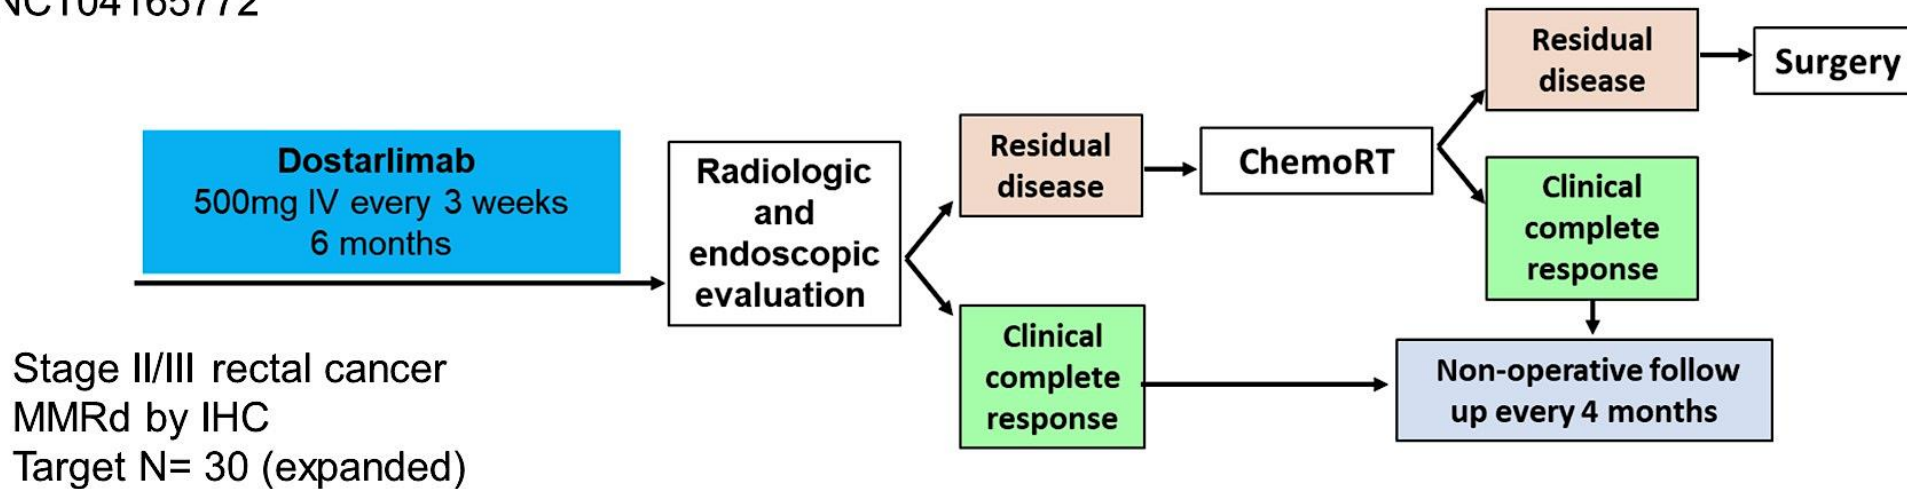 NCT04165772
Dostarlimab
500mg IV every 3 weeks
6 months
Radiologic
and
endoscopic
evaluation
Residual
disease
ChemoRT
Residual
disease
Surgery
Clinical
complete
response
Clinical
complete
response
Non-operative follow
up every 4 months
Stage II/III rectal cancer
MMRd by IHC
Target N= 30 (expanded)